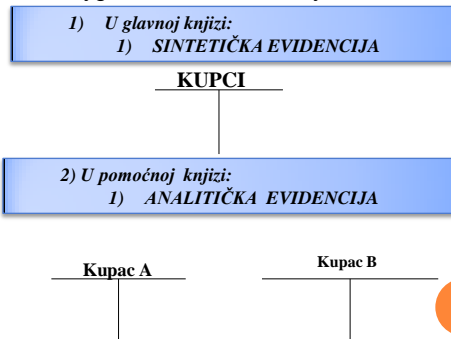 1) U glavnoj knjizi:
1) SINTETIČKA EVIDENCIJA
KUPCI
2) U pomoćnoj knjizi:
1) ANALITIČKA EVIDENCIJA
Kupac A
Kupac B